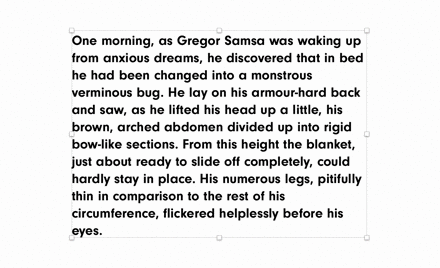 One morning, as Gregor Samsa was waking up
from anxious dreams, he discovered that in bed
he had been changed into a monstrous
verminous bug. He lay on his armour-hard back
and saw, as he lifted his head up a little, his
brown, arched abdomen divided up into rigid
bow-like sections. From this height the blanket,
just about ready to slide off completely, could
hardly stay in place. His numerous legs, pitifully
thin in comparison to the rest of his
circumference, flickered helplessly before his
eyes.